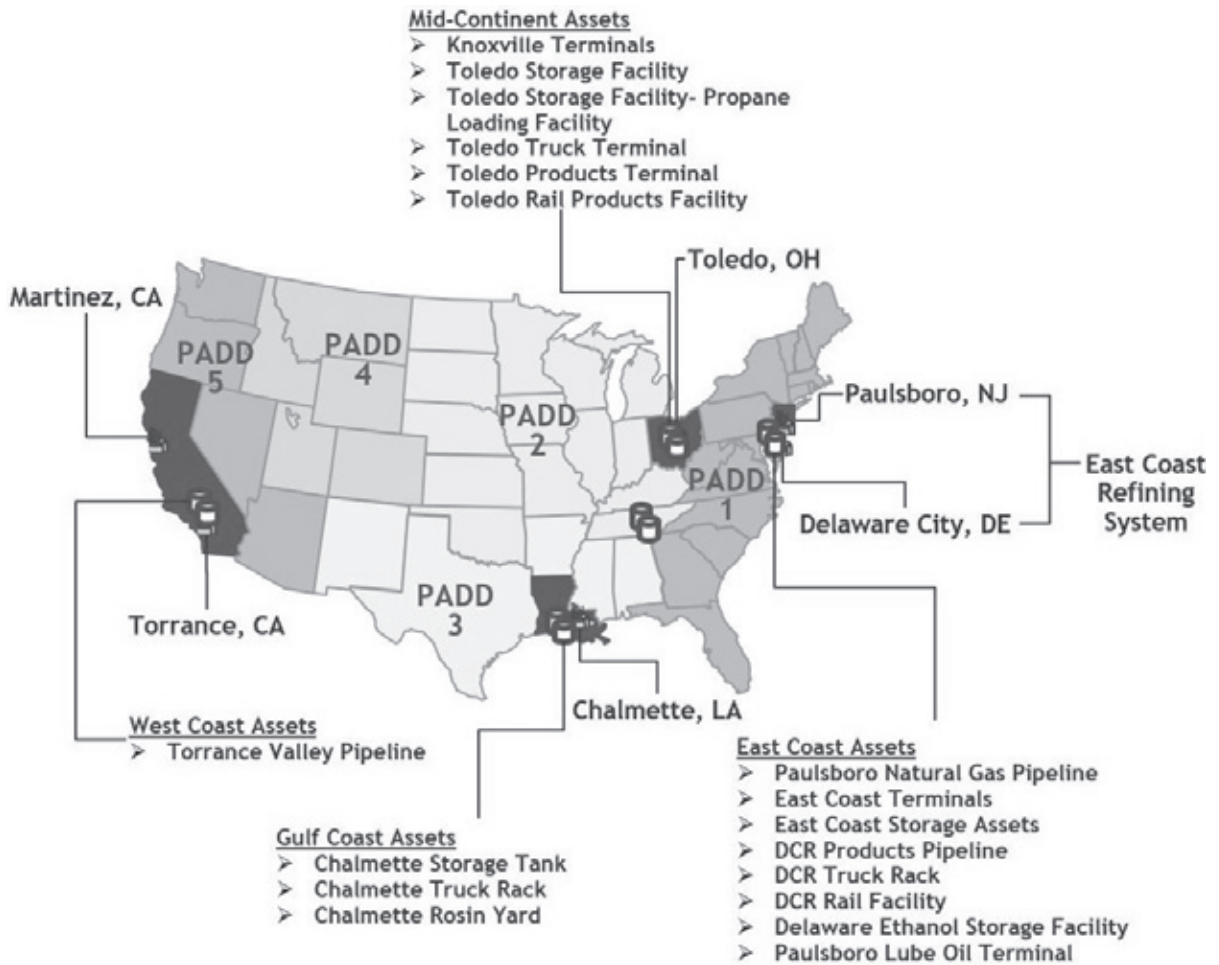 Mid-Continent Assets
➢ Knoxville Terminals
➢ Toledo Storage Facility
➢ Toledo Storage Facility- Propane
Loading Facility
➢ Toledo Truck Terminal
➢ Toledo Products Terminal
➢ Toledo Rail Products Facility
Toledo, OH
Martinez, CA
PADD
5
PADD
4
PADD
2
PADD
1
PADD
3
Paulsboro, NJ
Delaware City, DE
East Coast
Refining
System
Torrance, CA
Chalmette, LA
West Coast Assets
➢ Torrance Valley Pipeline
Gulf Coast Assets
➢ Chalmette Storage Tank
➢ Chalmette Truck Rack
➢ Chalmette Rosin Yard
East Coast Assets
➢ Paulsboro Natural Gas Pipeline
➢ East Coast Terminals
➢ East Coast Storage Assets
➢ DCR Products Pipeline
➢ DCR Truck Rack
➢ DCR Rail Facility
➢ Delaware Ethanol Storage Facility
➢ Paulsboro Lube Oil Terminal